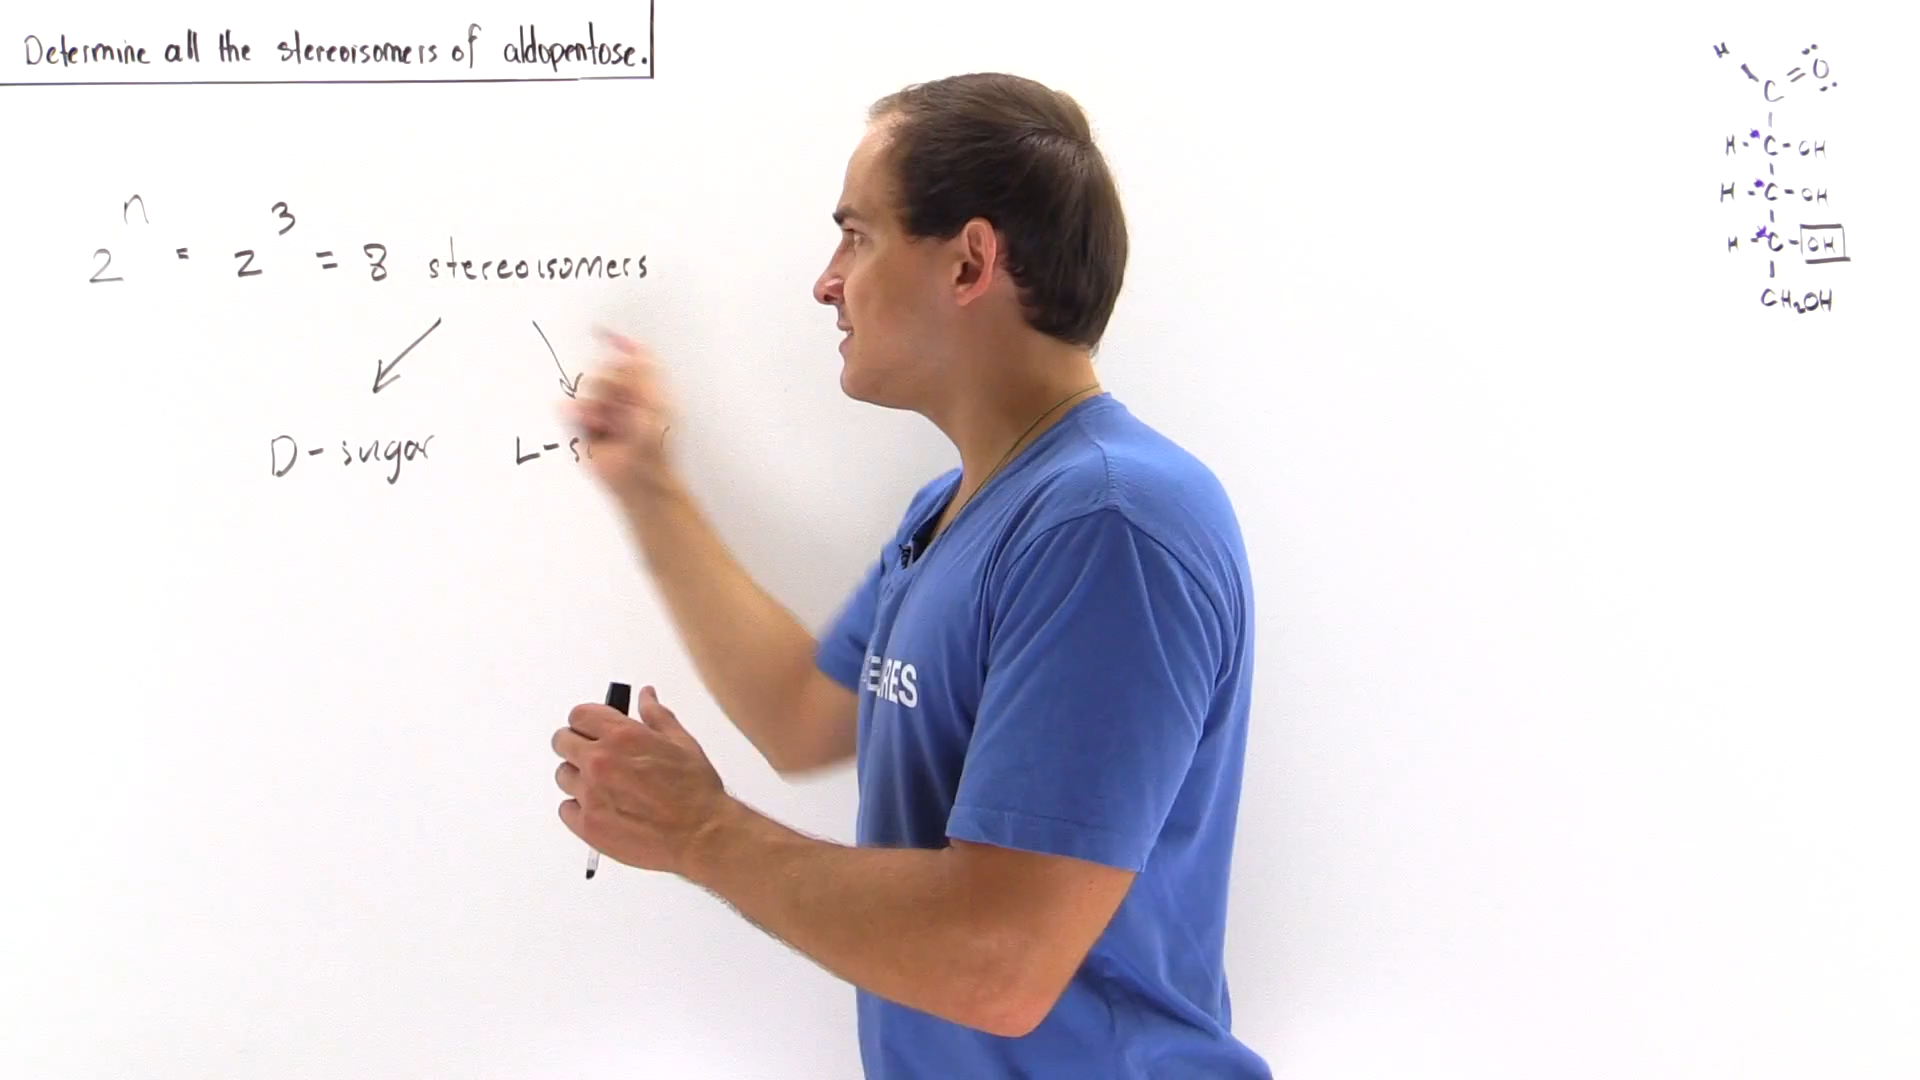 Determine all the stereoisomers of aldopentose.
2ⁿ = 2³ = 8 stereoisomers
D-sugar L-
H O
C
H - C - OH
H - C - OH
H - C - OH
CH₂OH